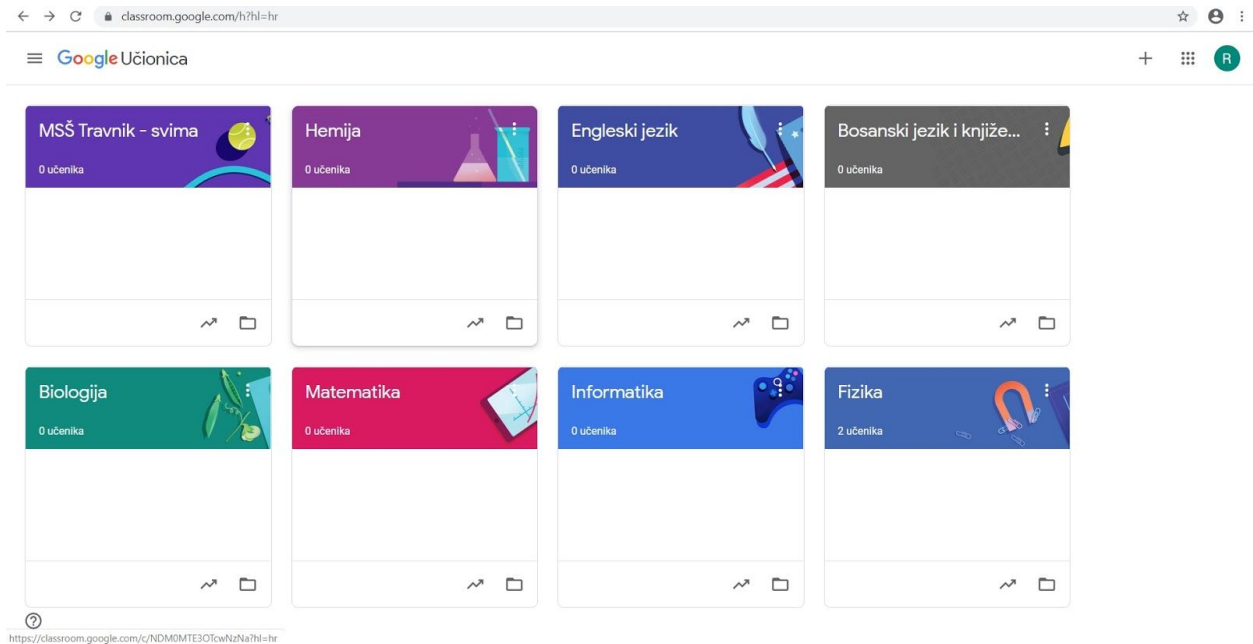 classroom.google.com/h?hl=hr
Google Učionica
R
MSŠ Travnik - svima
0 učenika
Hemija
0 učenika
Engleski jezik
0 učenika
Bosanski jezik i knjiže...
0 učenika
Biologija
0 učenika
Matematika
0 učenika
Informatika
0 učenika
Fizika
2 učenika
https://classroom.google.com/c/NDM0MTE3OTcwNzNa?hl=hr